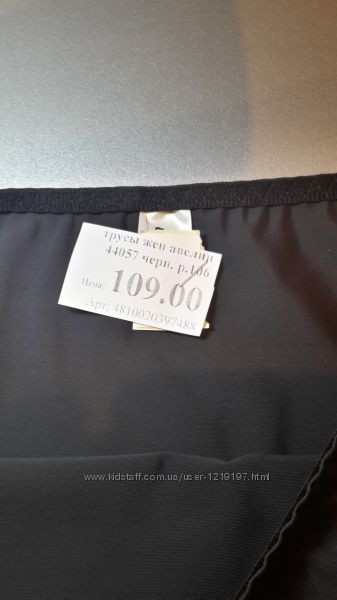 трусы жен авелин
44057 черн. р.106
Цена: 109.00
Арт: 4810020397488
www.kidstaff.com.ua/user-1219197.html